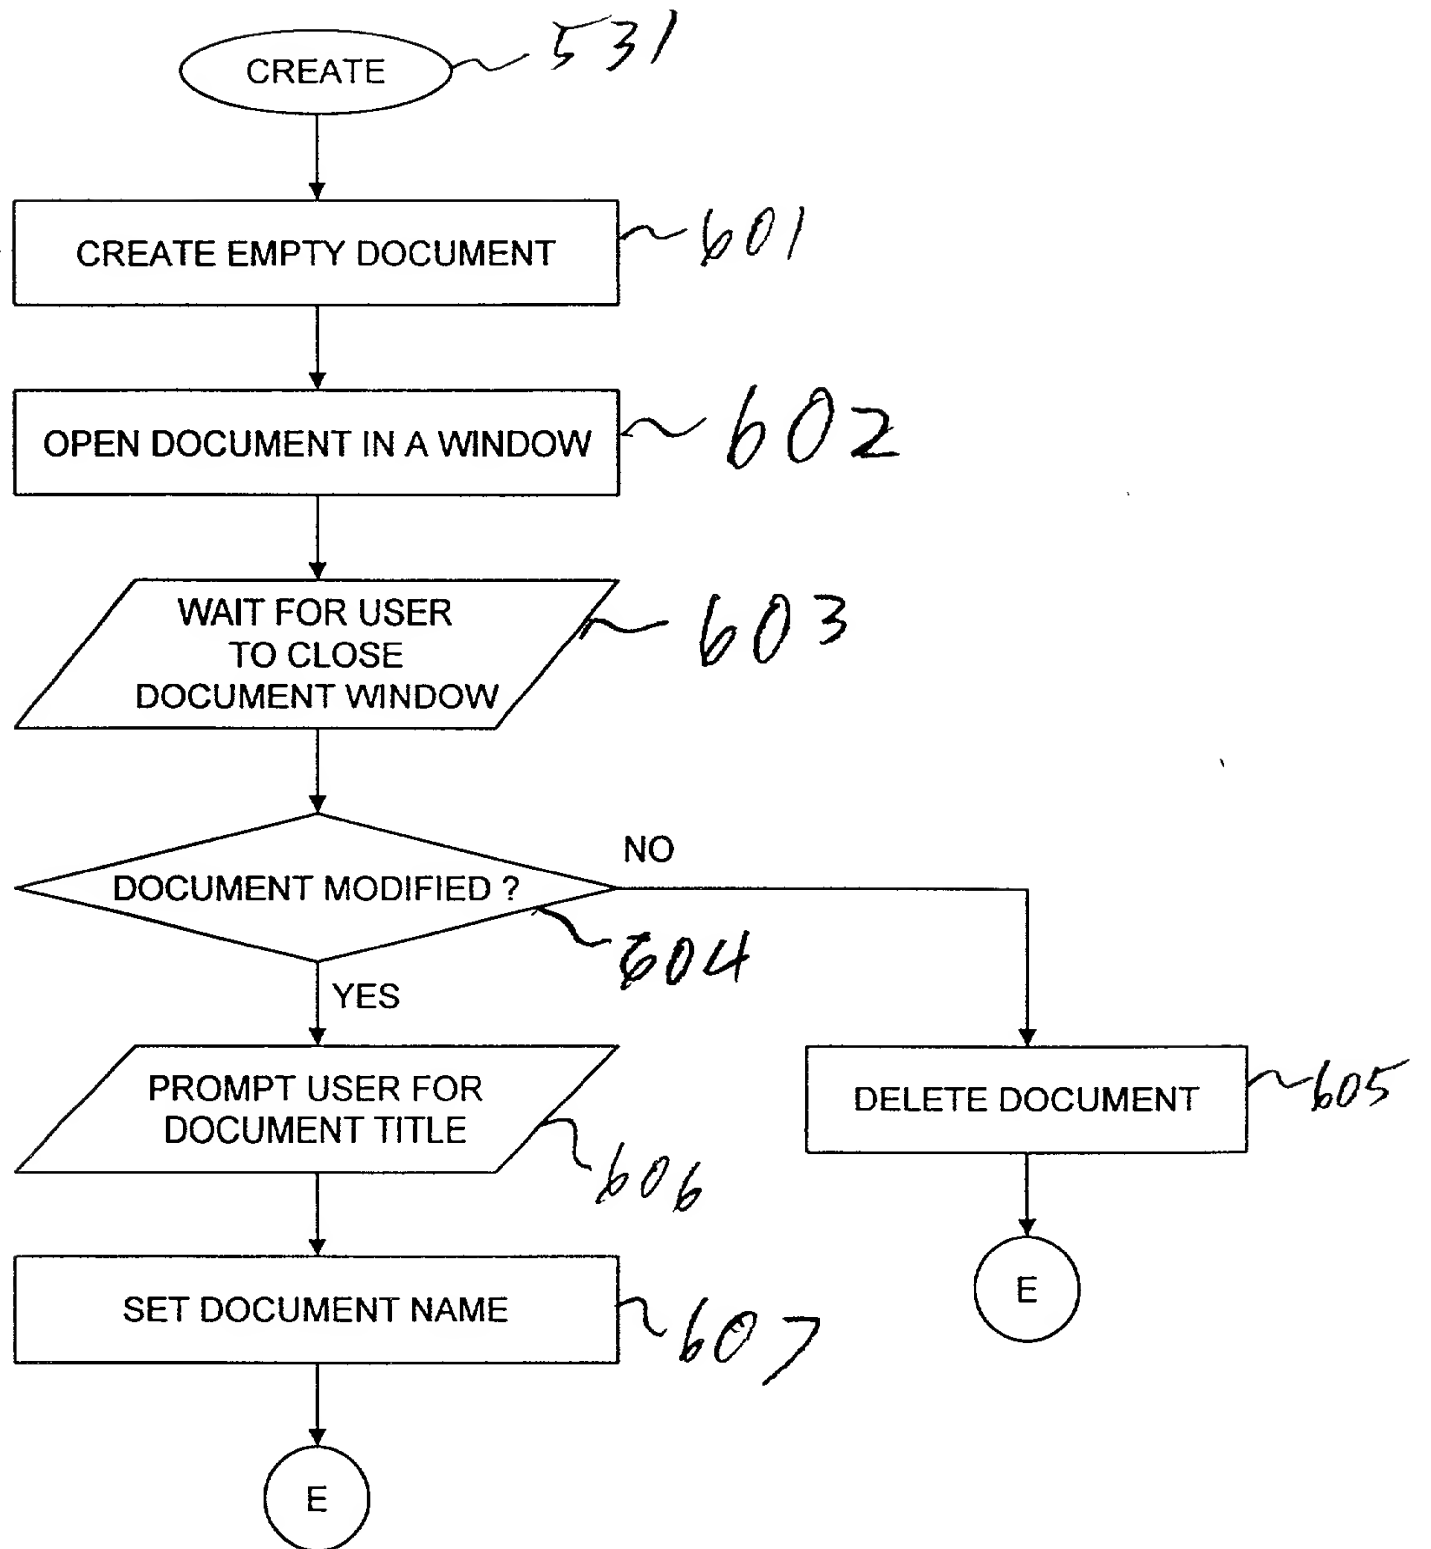 CREATE 531
CREATE EMPTY DOCUMENT 601
OPEN DOCUMENT IN A WINDOW 602
WAIT FOR USER
TO CLOSE
DOCUMENT WINDOW
603
DOCUMENT MODIFIED ?
NO
604
YES
PROMPT USER FOR
DOCUMENT TITLE
606
DELETE DOCUMENT 605
SET DOCUMENT NAME 607
E
E